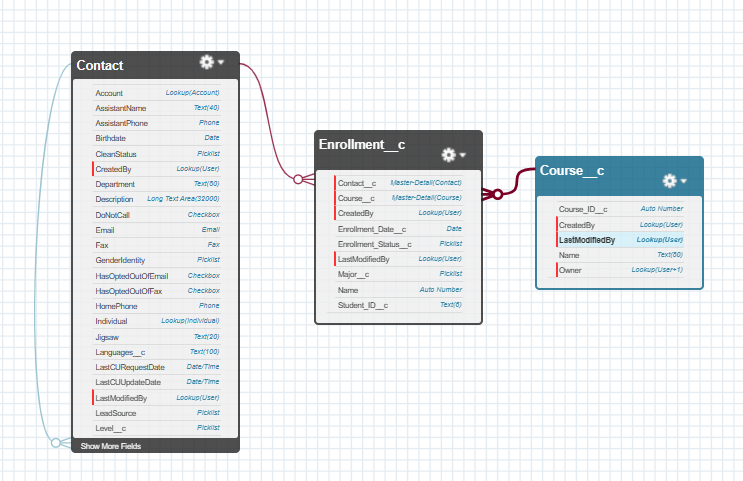 Contact
Account Lookup(Account)
AssistantName Text(40)
AssistantPhone Phone
Birthdate Date
CleanStatus Picklist
CreatedBy Lookup(User)
Department Text(80)
Description Long Text Area(32000)
DoNotCall Checkbox
Email Email
Fax Fax
GenderIdentity Picklist
HasOptedOutOfEmail Checkbox
HasOptedOutOfFax Checkbox
HomePhone Phone
Individual Lookup(Individual)
Jigsaw Text(20)
Languages__c Text(100)
LastCURequestDate Date/Time
LastCUUpdateDate Date/Time
LastModifiedBy Lookup(User)
LeadSource Picklist
Level__c Picklist
Show More Fields
Enrollment__c
Contact__c Master-Detail(Contact)
Course__c Master-Detail(Course)
CreatedBy Lookup(User)
Enrollment_Date__c Date
Enrollment_Status__c Picklist
LastModifiedBy Lookup(User)
Major__c Picklist
Name Auto Number
Student_ID__c Text(6)
Course__c
Course_ID__c Auto Number
CreatedBy Lookup(User)
LastModifiedBy Lookup(User)
Name Text(80)
Owner Lookup(User+1)